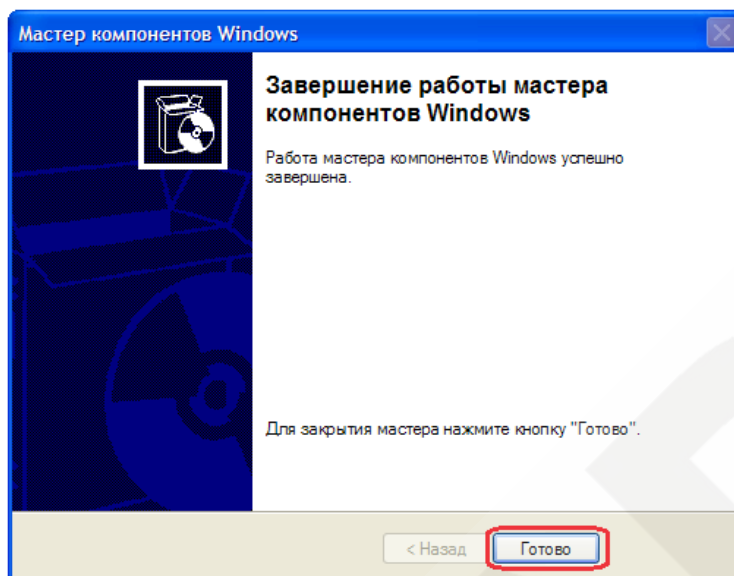 Мастер компонентов Windows
Завершение работы мастера
компонентов Windows
Работа мастера компонентов Windows успешно
завершена.
Для закрытия мастера нажмите кнопку "Готово".
< Назад Готово